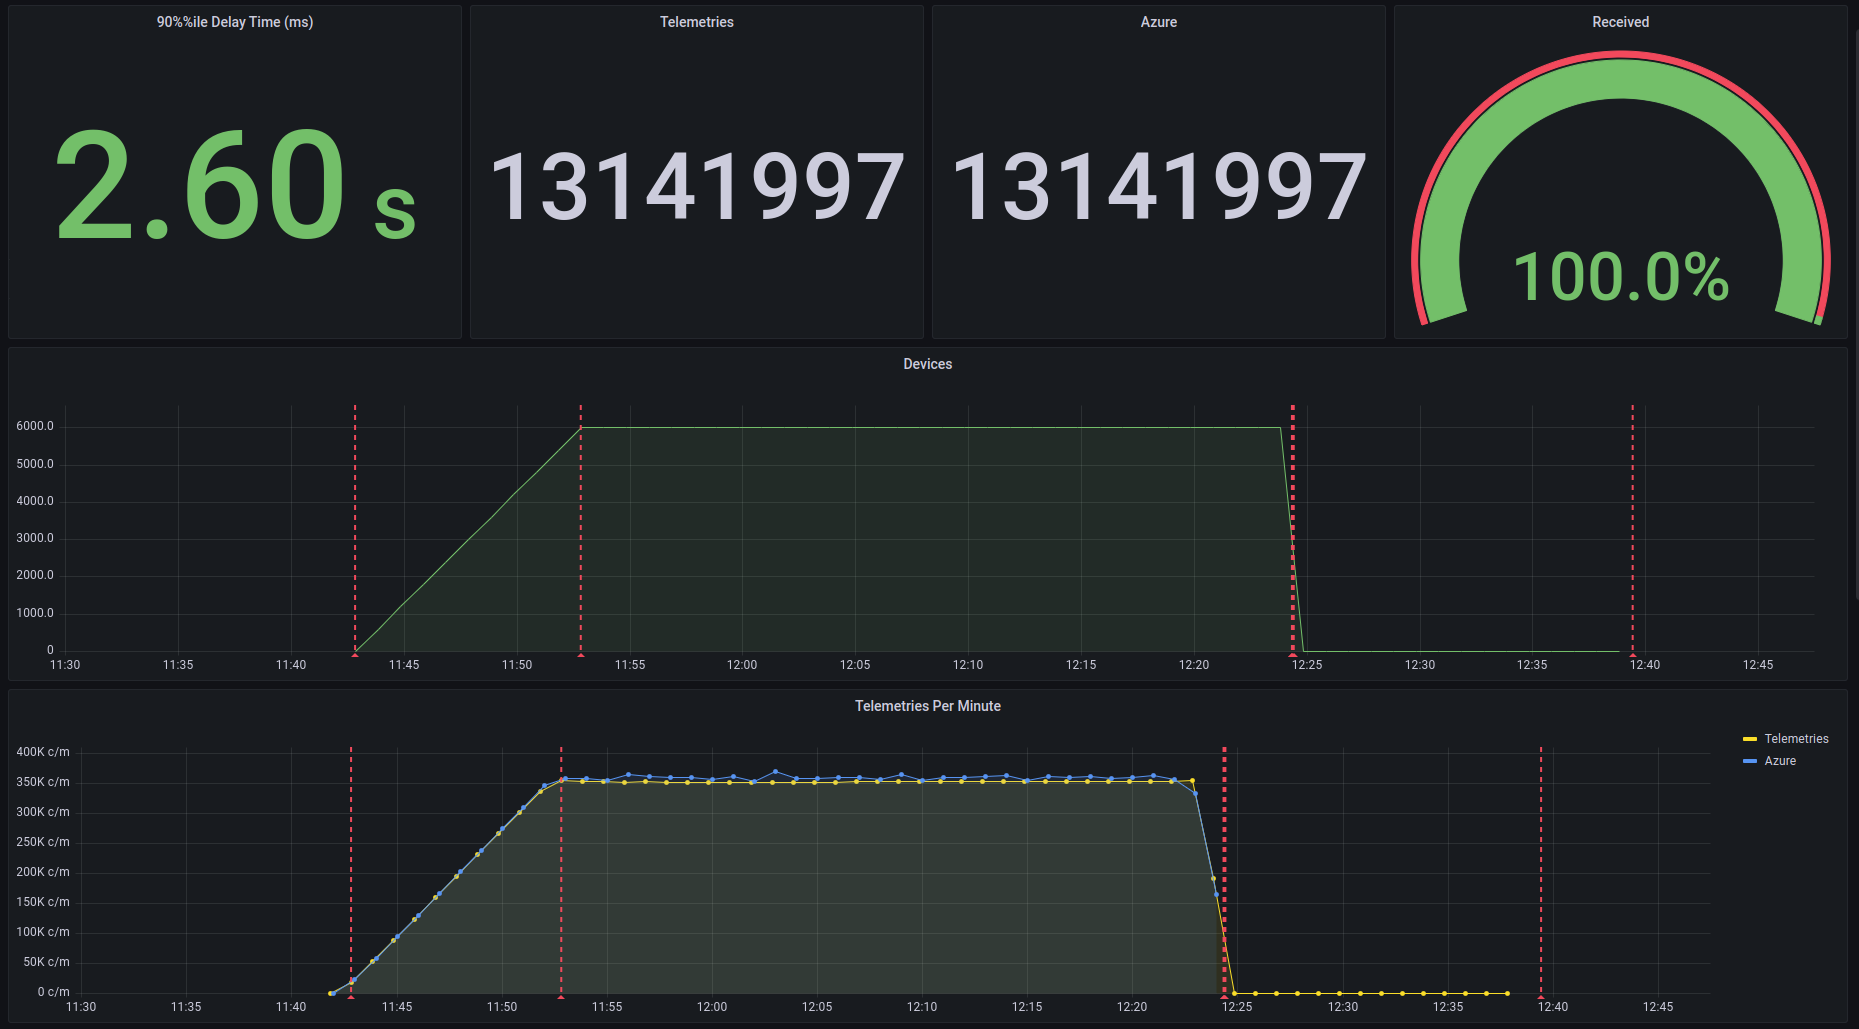 90%%ile Delay Time (ms)
Telemetries
Azure
Received
2.60 s
13141997
13141997
100.0%
Devices
6000.0
5000.0
4000.0
3000.0
2000.0
1000.0
0
11:30 11:35 11:40 11:45 11:50 11:55 12:00 12:05 12:10 12:15 12:20 12:25 12:30 12:35 12:40 12:45
Telemetries Per Minute
400K c/m
350K c/m
300K c/m
250K c/m
200K c/m
150K c/m
100K c/m
50K c/m
0 c/m
11:30 11:35 11:40 11:45 11:50 11:55 12:00 12:05 12:10 12:15 12:20 12:25 12:30 12:35 12:40 12:45
Telemetries
Azure